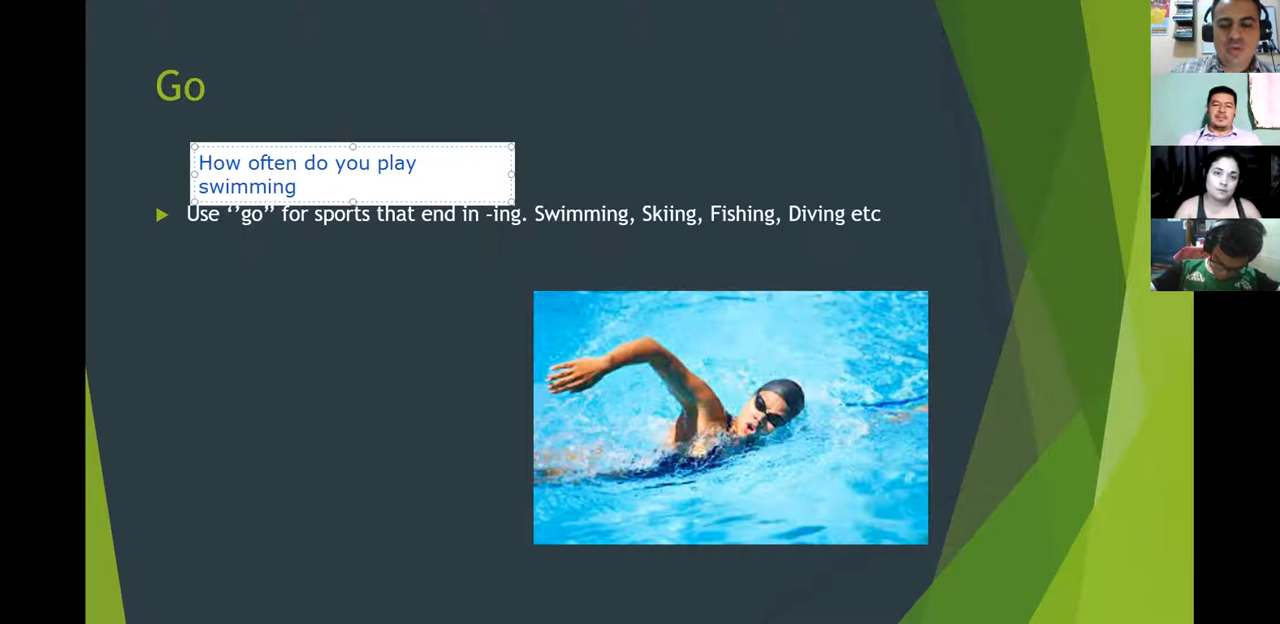 Go
How often do you play
swimming
Use ‘’go’’ for sports that end in -ing. Swimming, Skiing, Fishing, Diving etc